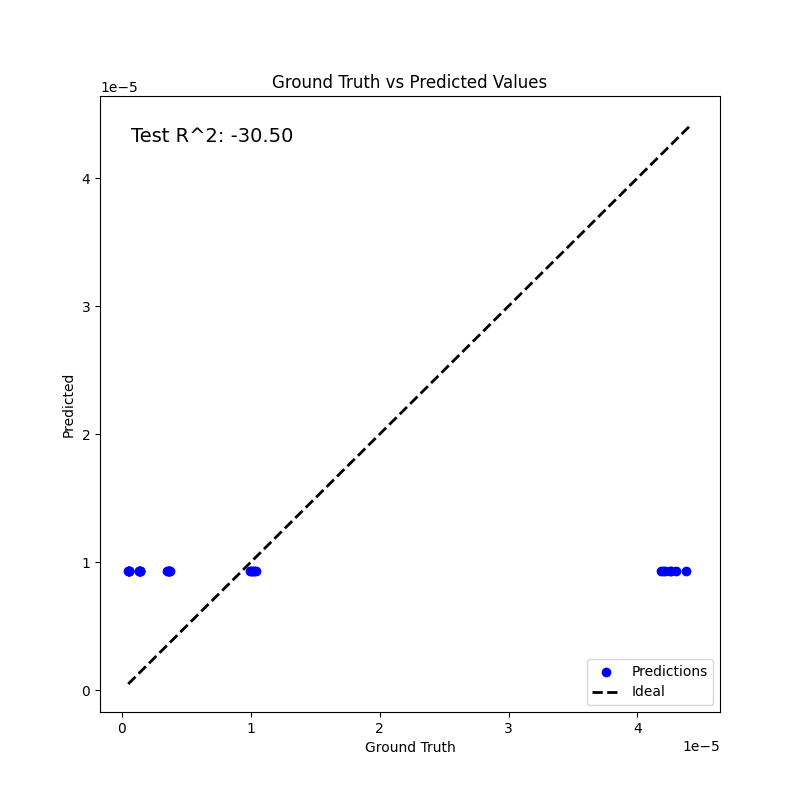 Ground Truth vs Predicted Values
1e−5
Test R^2: -30.50
4
3
2
1
0
Predicted
Predictions
Ideal
0 1 2 3 4
1e−5
Ground Truth